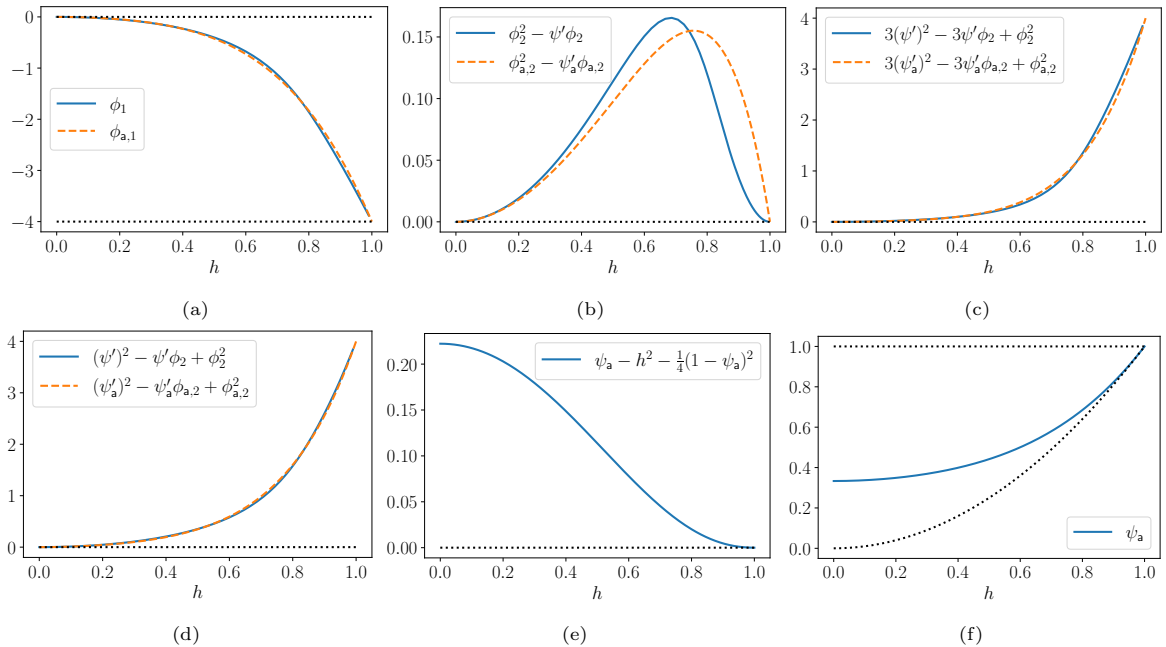 0
−1
−2
−3
−4
ϕ₁
ϕₐ,₁
0.0 0.2 0.4 0.6 0.8 1.0
h
(a)
0.15
0.10
0.05
0.00
ϕ₂² − ψ′ϕ₂
ϕₐ,₂² − ψₐ′ϕₐ,₂
0.0 0.2 0.4 0.6 0.8 1.0
h
(b)
4
3
2
1
0
3(ψ′)² − 3ψ′ϕ₂ + ϕ₂²
3(ψₐ′)² − 3ψₐ′ϕₐ,₂ + ϕₐ,₂²
0.0 0.2 0.4 0.6 0.8 1.0
h
(c)
4
3
2
1
0
(ψ′)² − ψ′ϕ₂ + ϕ₂²
(ψₐ′)² − ψₐ′ϕₐ,₂ + ϕₐ,₂²
0.0 0.2 0.4 0.6 0.8 1.0
h
(d)
0.20
0.15
0.10
0.05
0.00
ψₐ − h² − ¼(1 − ψₐ)²
0.0 0.2 0.4 0.6 0.8 1.0
h
(e)
1.0
0.8
0.6
0.4
0.2
0.0
ψₐ
0.0 0.2 0.4 0.6 0.8 1.0
h
(f)